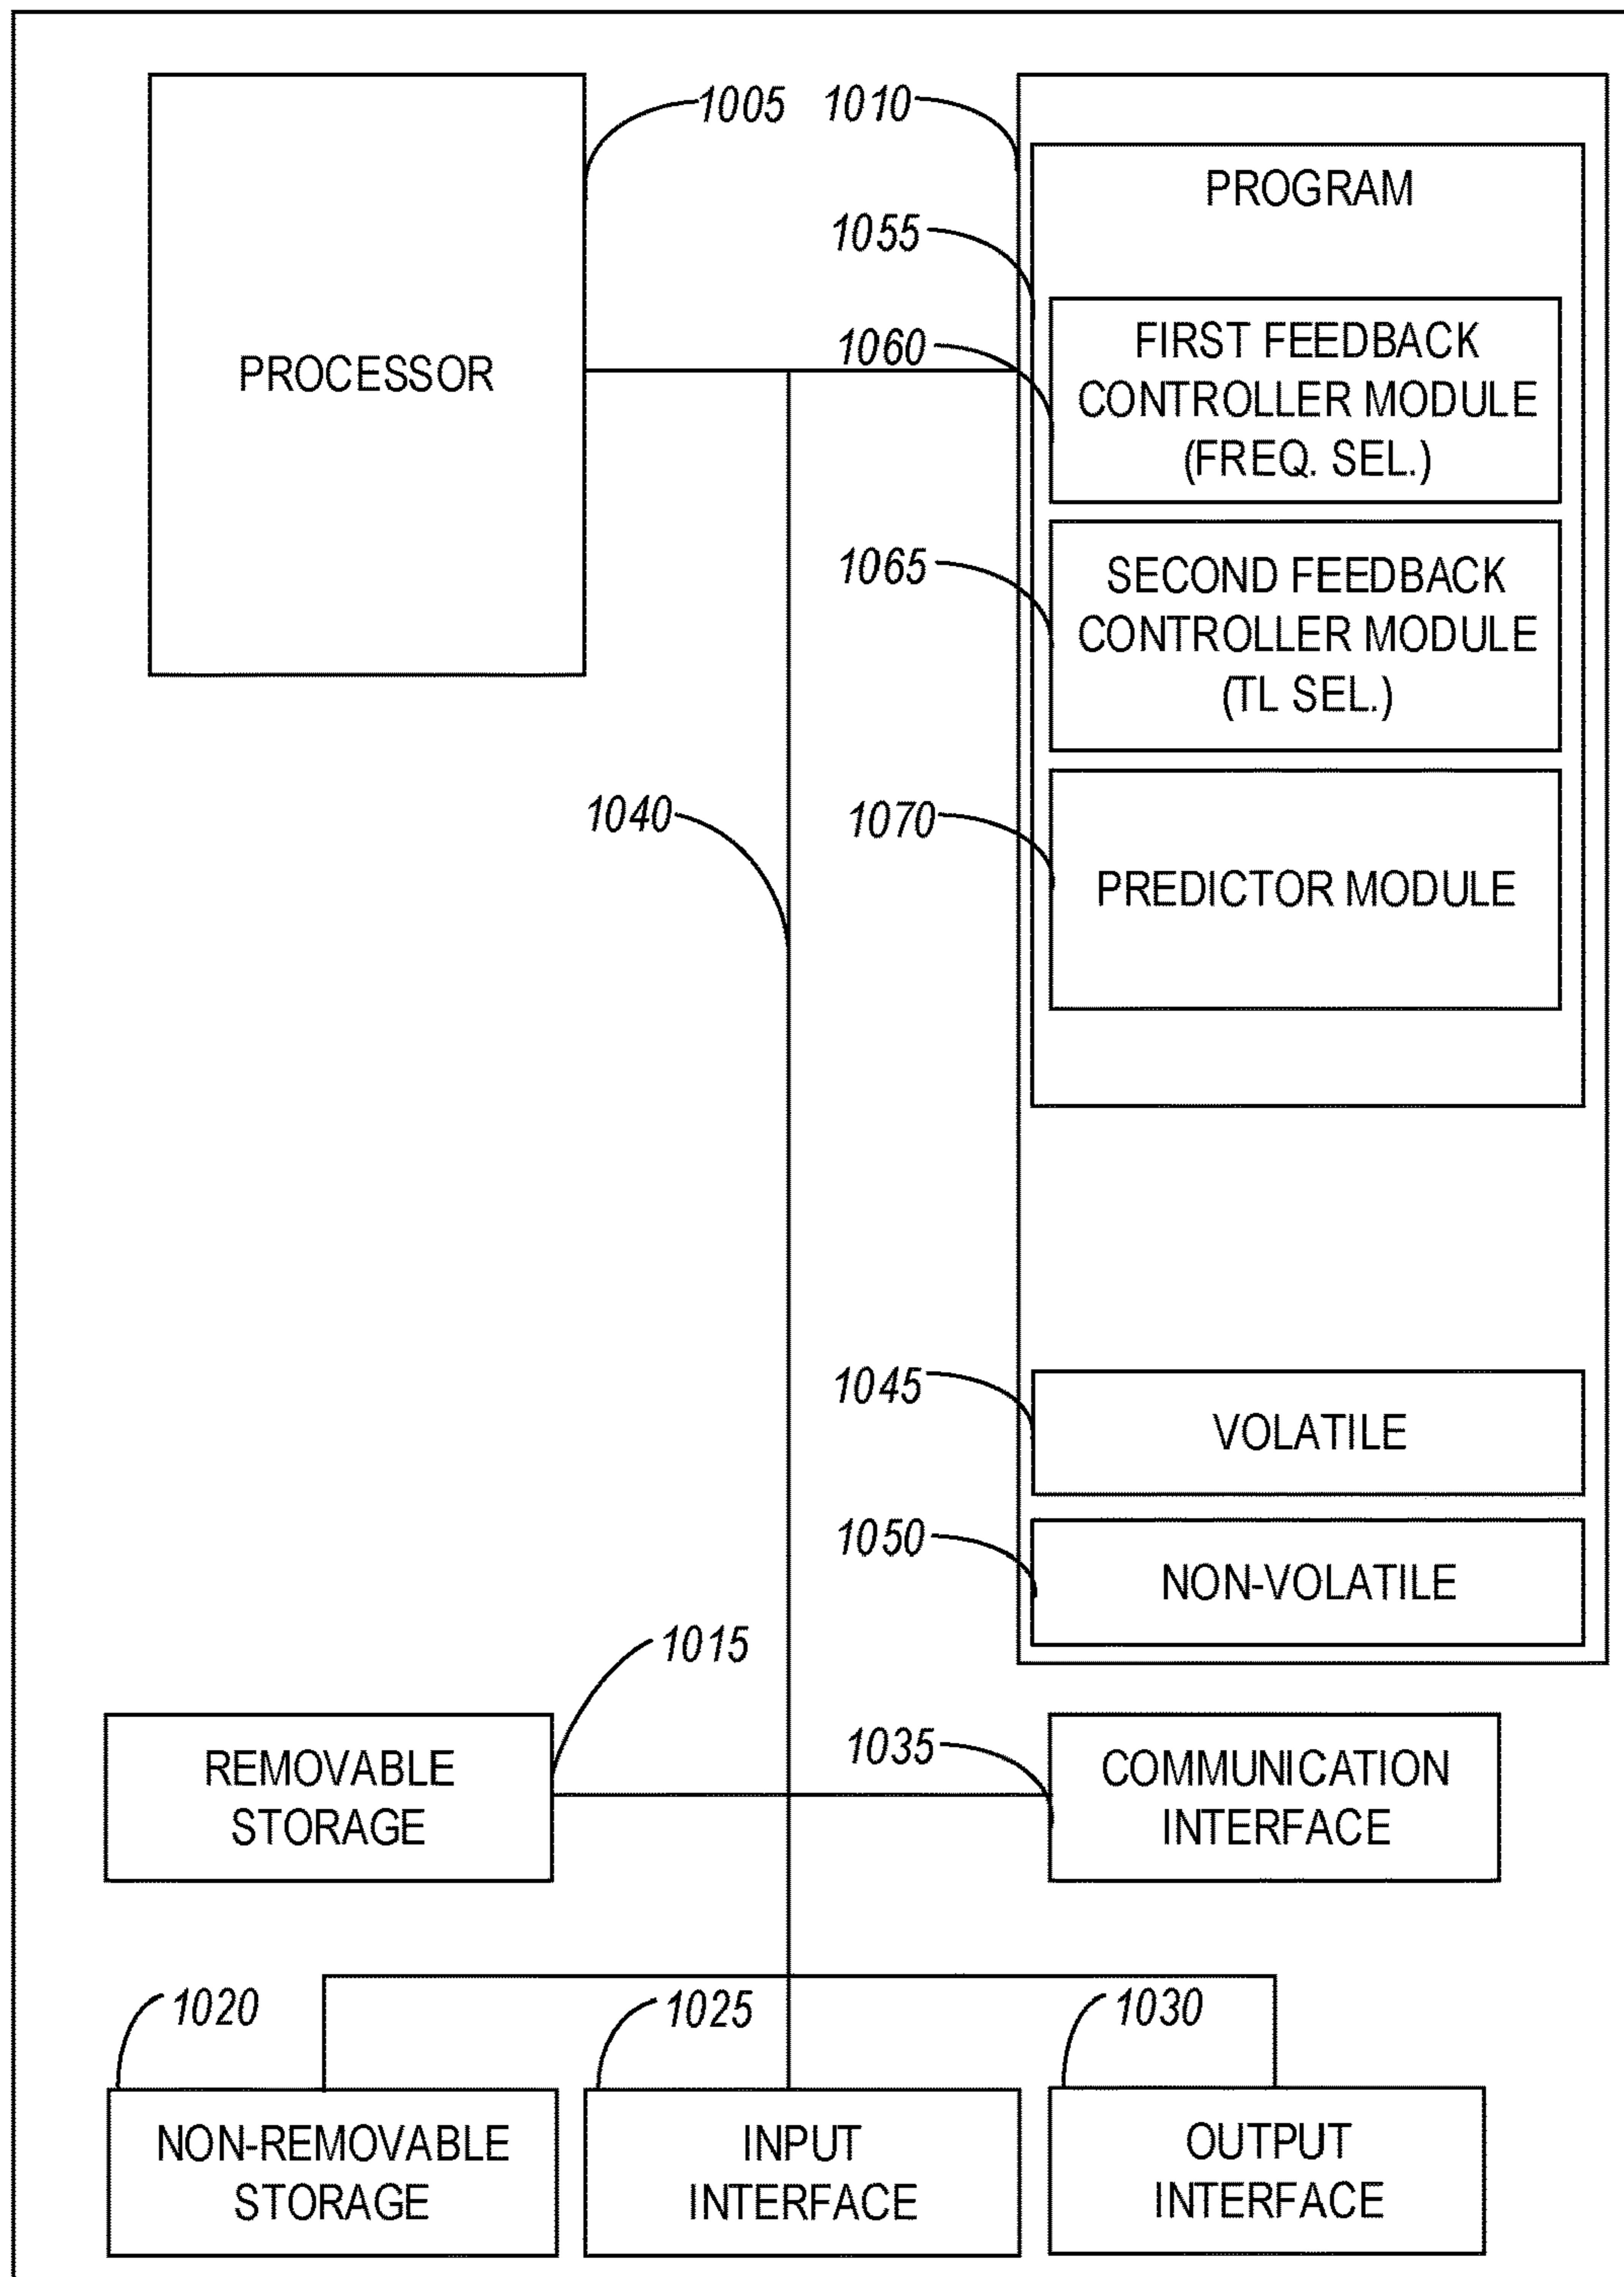 1005
1010
PROGRAM
1055
PROCESSOR
1060
FIRST FEEDBACK
CONTROLLER MODULE
(FREQ. SEL.)
1065
SECOND FEEDBACK
CONTROLLER MODULE
(TL SEL.)
1040
1070
PREDICTOR MODULE
1045
VOLATILE
1050
NON-VOLATILE
1015
REMOVABLE
STORAGE
1035
COMMUNICATION
INTERFACE
1020
1025
1030
NON-REMOVABLE
STORAGE
INPUT
INTERFACE
OUTPUT
INTERFACE